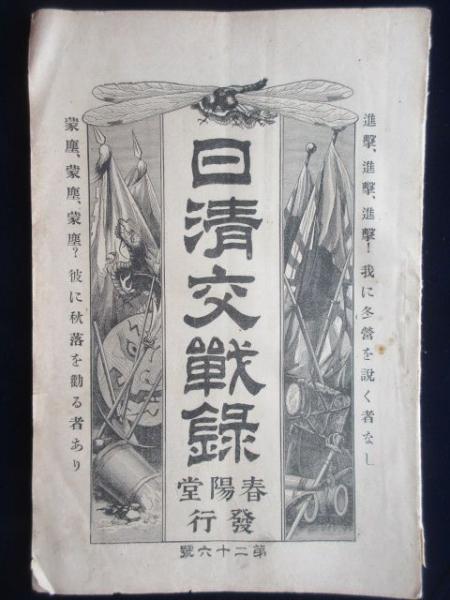 進擊、進擊、進擊！ 我に冬營を說く者なし
日淸交戰錄
春陽堂
發行
蒙塵、蒙塵、蒙塵？ 彼に秋落を勸る者あり
第二十六號